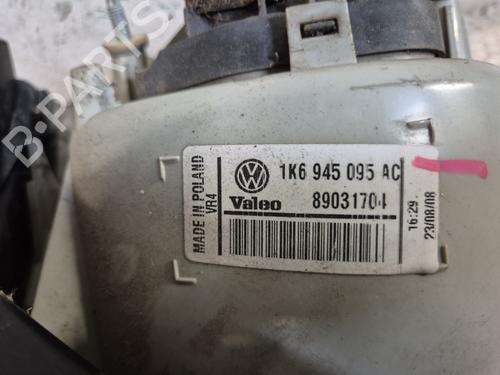 B-PARTS
MADE IN POLAND
VR4
1K6 945 095 AC
Valeo
89031704
16:29
23/08/08